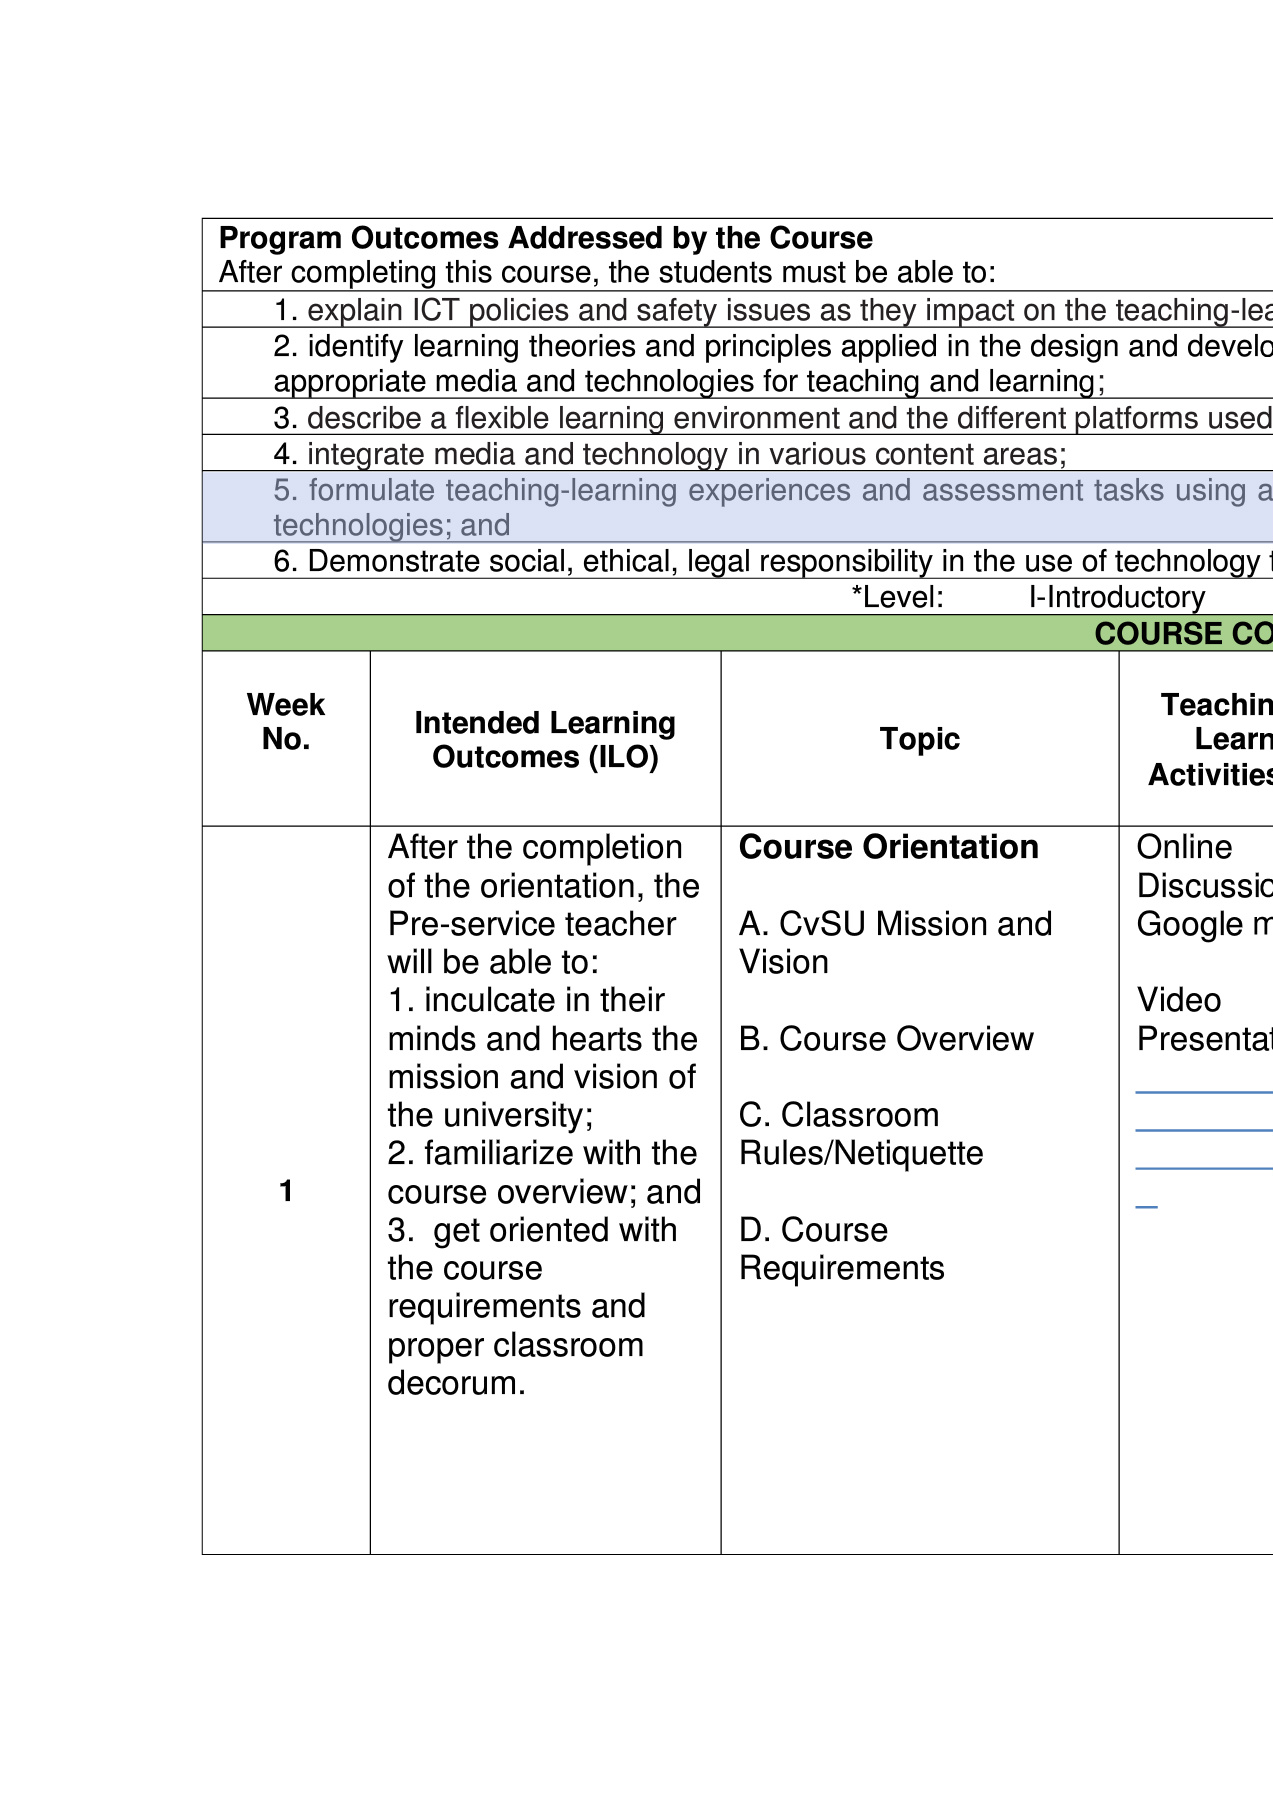 Program Outcomes Addressed by the Course
After completing this course, the students must be able to:
1. explain ICT policies and safety issues as they impact on the teaching-lea
2. identify learning theories and principles applied in the design and develo
appropriate media and technologies for teaching and learning;
3. describe a flexible learning environment and the different platforms used
4. integrate media and technology in various content areas;
5. formulate teaching-learning experiences and assessment tasks using a
technologies; and
6. Demonstrate social, ethical, legal responsibility in the use of technology
*Level: I-Introductory
COURSE CO
Week
No.
Intended Learning
Outcomes (ILO)
Topic
Teachin
Learn
Activities
1
After the completion
of the orientation, the
Pre-service teacher
will be able to:
1. inculcate in their
minds and hearts the
mission and vision of
the university;
2. familiarize with the
course overview; and
3. get oriented with
the course
requirements and
proper classroom
decorum.
Course Orientation
A. CvSU Mission and
Vision
B. Course Overview
C. Classroom
Rules/Netiquette
D. Course
Requirements
Online
Discussio
Google m
Video
Presentat